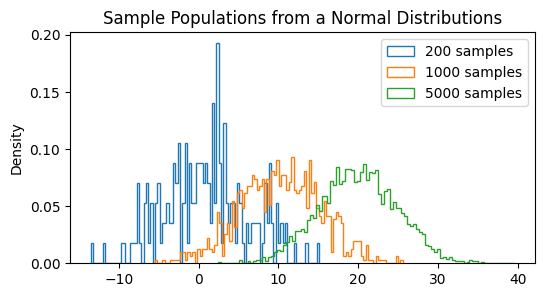 Sample Populations from a Normal Distributions
200 samples
1000 samples
5000 samples
Density
0.20
0.15
0.10
0.05
0.00
−10
0
10
20
30
40